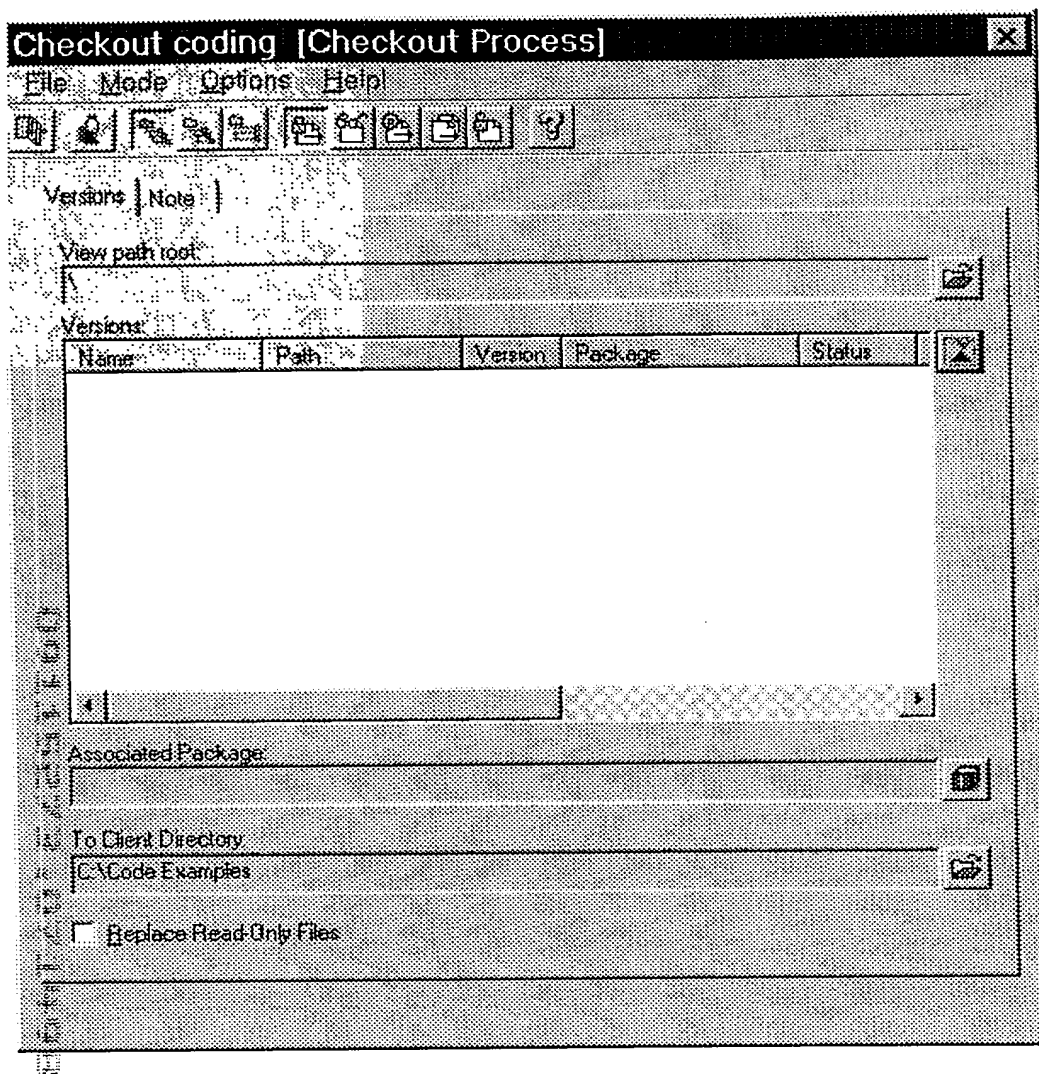 Checkout coding [Checkout Process]
File Mode Options Help!
Versions Note
View path root:
\
Versions:
Name Path Version Package Status
Associated Package:
To Client Directory:
C:\Code Examples
Replace Read-Only Files